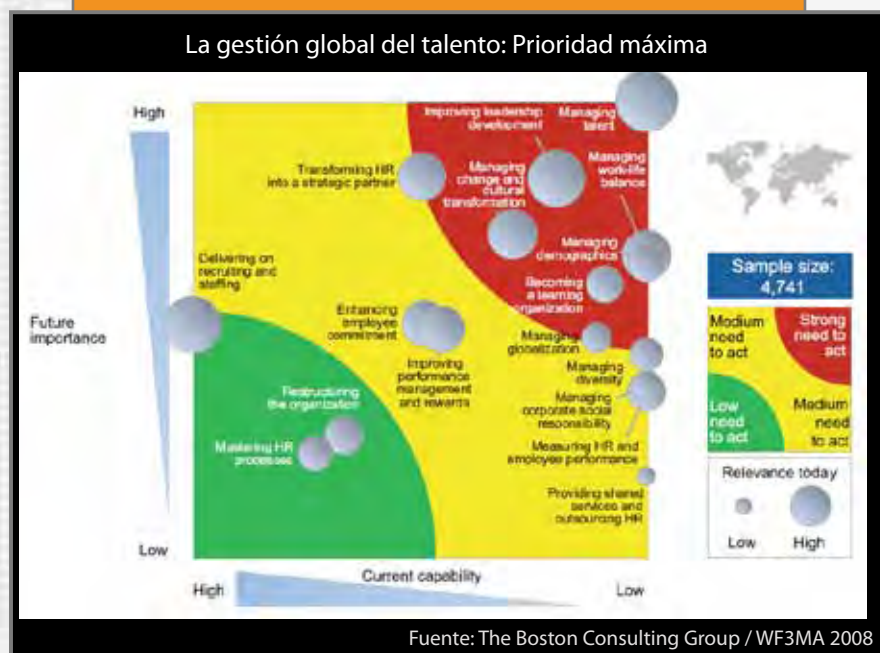 La gestión global del talento: Prioridad máxima
High
Future
importance
Low
Improving leadership
development
Managing
talent
Transforming HR
into a strategic partner
Managing
change and
cultural
transformation
Managing
work-life
balance
Delivering on
recruiting and
staffing
Managing
demographics
Becoming
a learning
organization
Enhancing
employee
commitment
Managing
globalization
Improving
performance
management
and rewards
Managing
diversity
Restructuring
the organization
Managing
corporate social
responsibility
Mastering HR
processes
Measuring HR and
employee performance
Providing shared
services and
outsourcing HR
High
Current capability
Low
Sample size:
4,741
Medium
need
to act
Strong
need to
act
Low
need
to act
Medium
need
to act
Relevance today
Low
High
Fuente: The Boston Consulting Group / WF3MA 2008